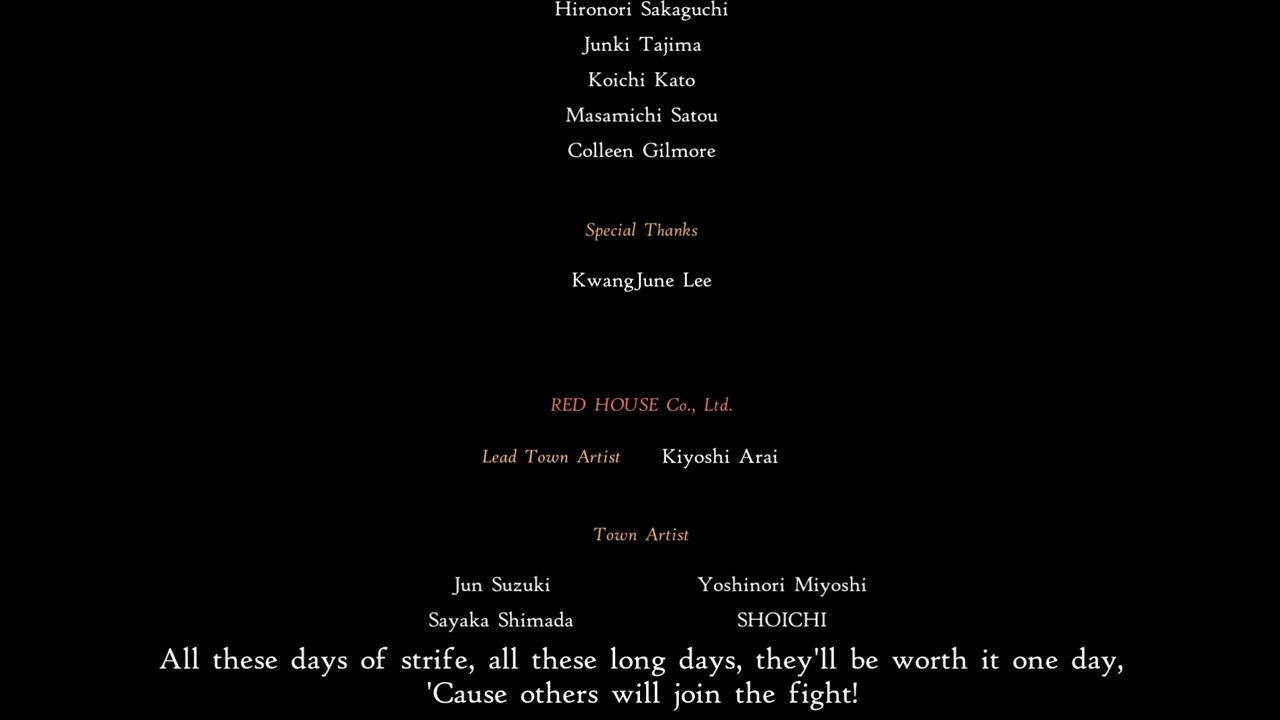 Hironori Sakaguchi
Junki Tajima
Koichi Kato
Masamichi Satou
Colleen Gilmore
Special Thanks
KwangJune Lee
RED HOUSE Co., Ltd.
Lead Town Artist Kiyoshi Arai
Town Artist
Jun Suzuki Yoshinori Miyoshi
Sayaka Shimada SHOICHI
All these days of strife, all these long days, they'll be worth it one day,
'Cause others will join the fight!